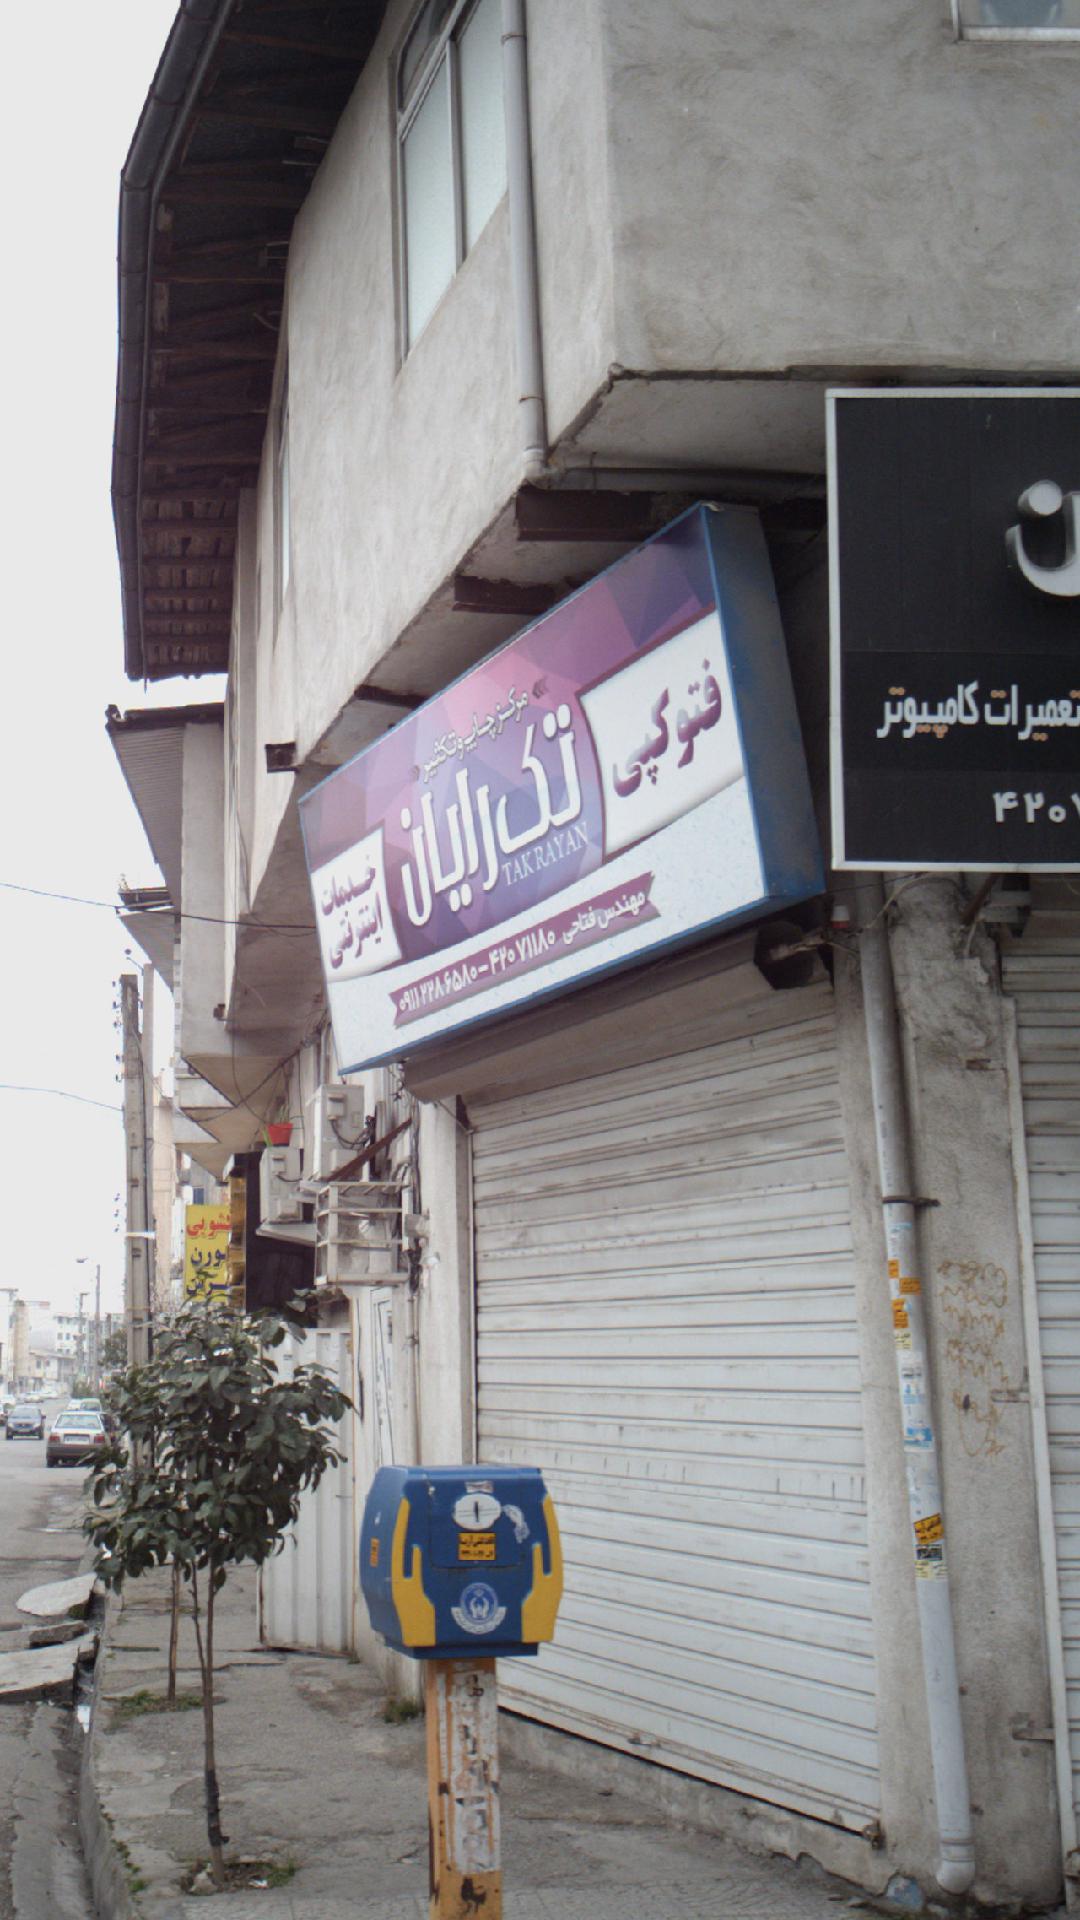 مرکز چاپ و تکثیر
تک رایان
TAK RAYAN
فتوکپی
خدمات
اینترنتی
مهندس فتاحی ۴۲۰۷۱۱۸۰-۰۹۱۱۲۲۸۶۵۸۰
تعمیرات کامپیوتر